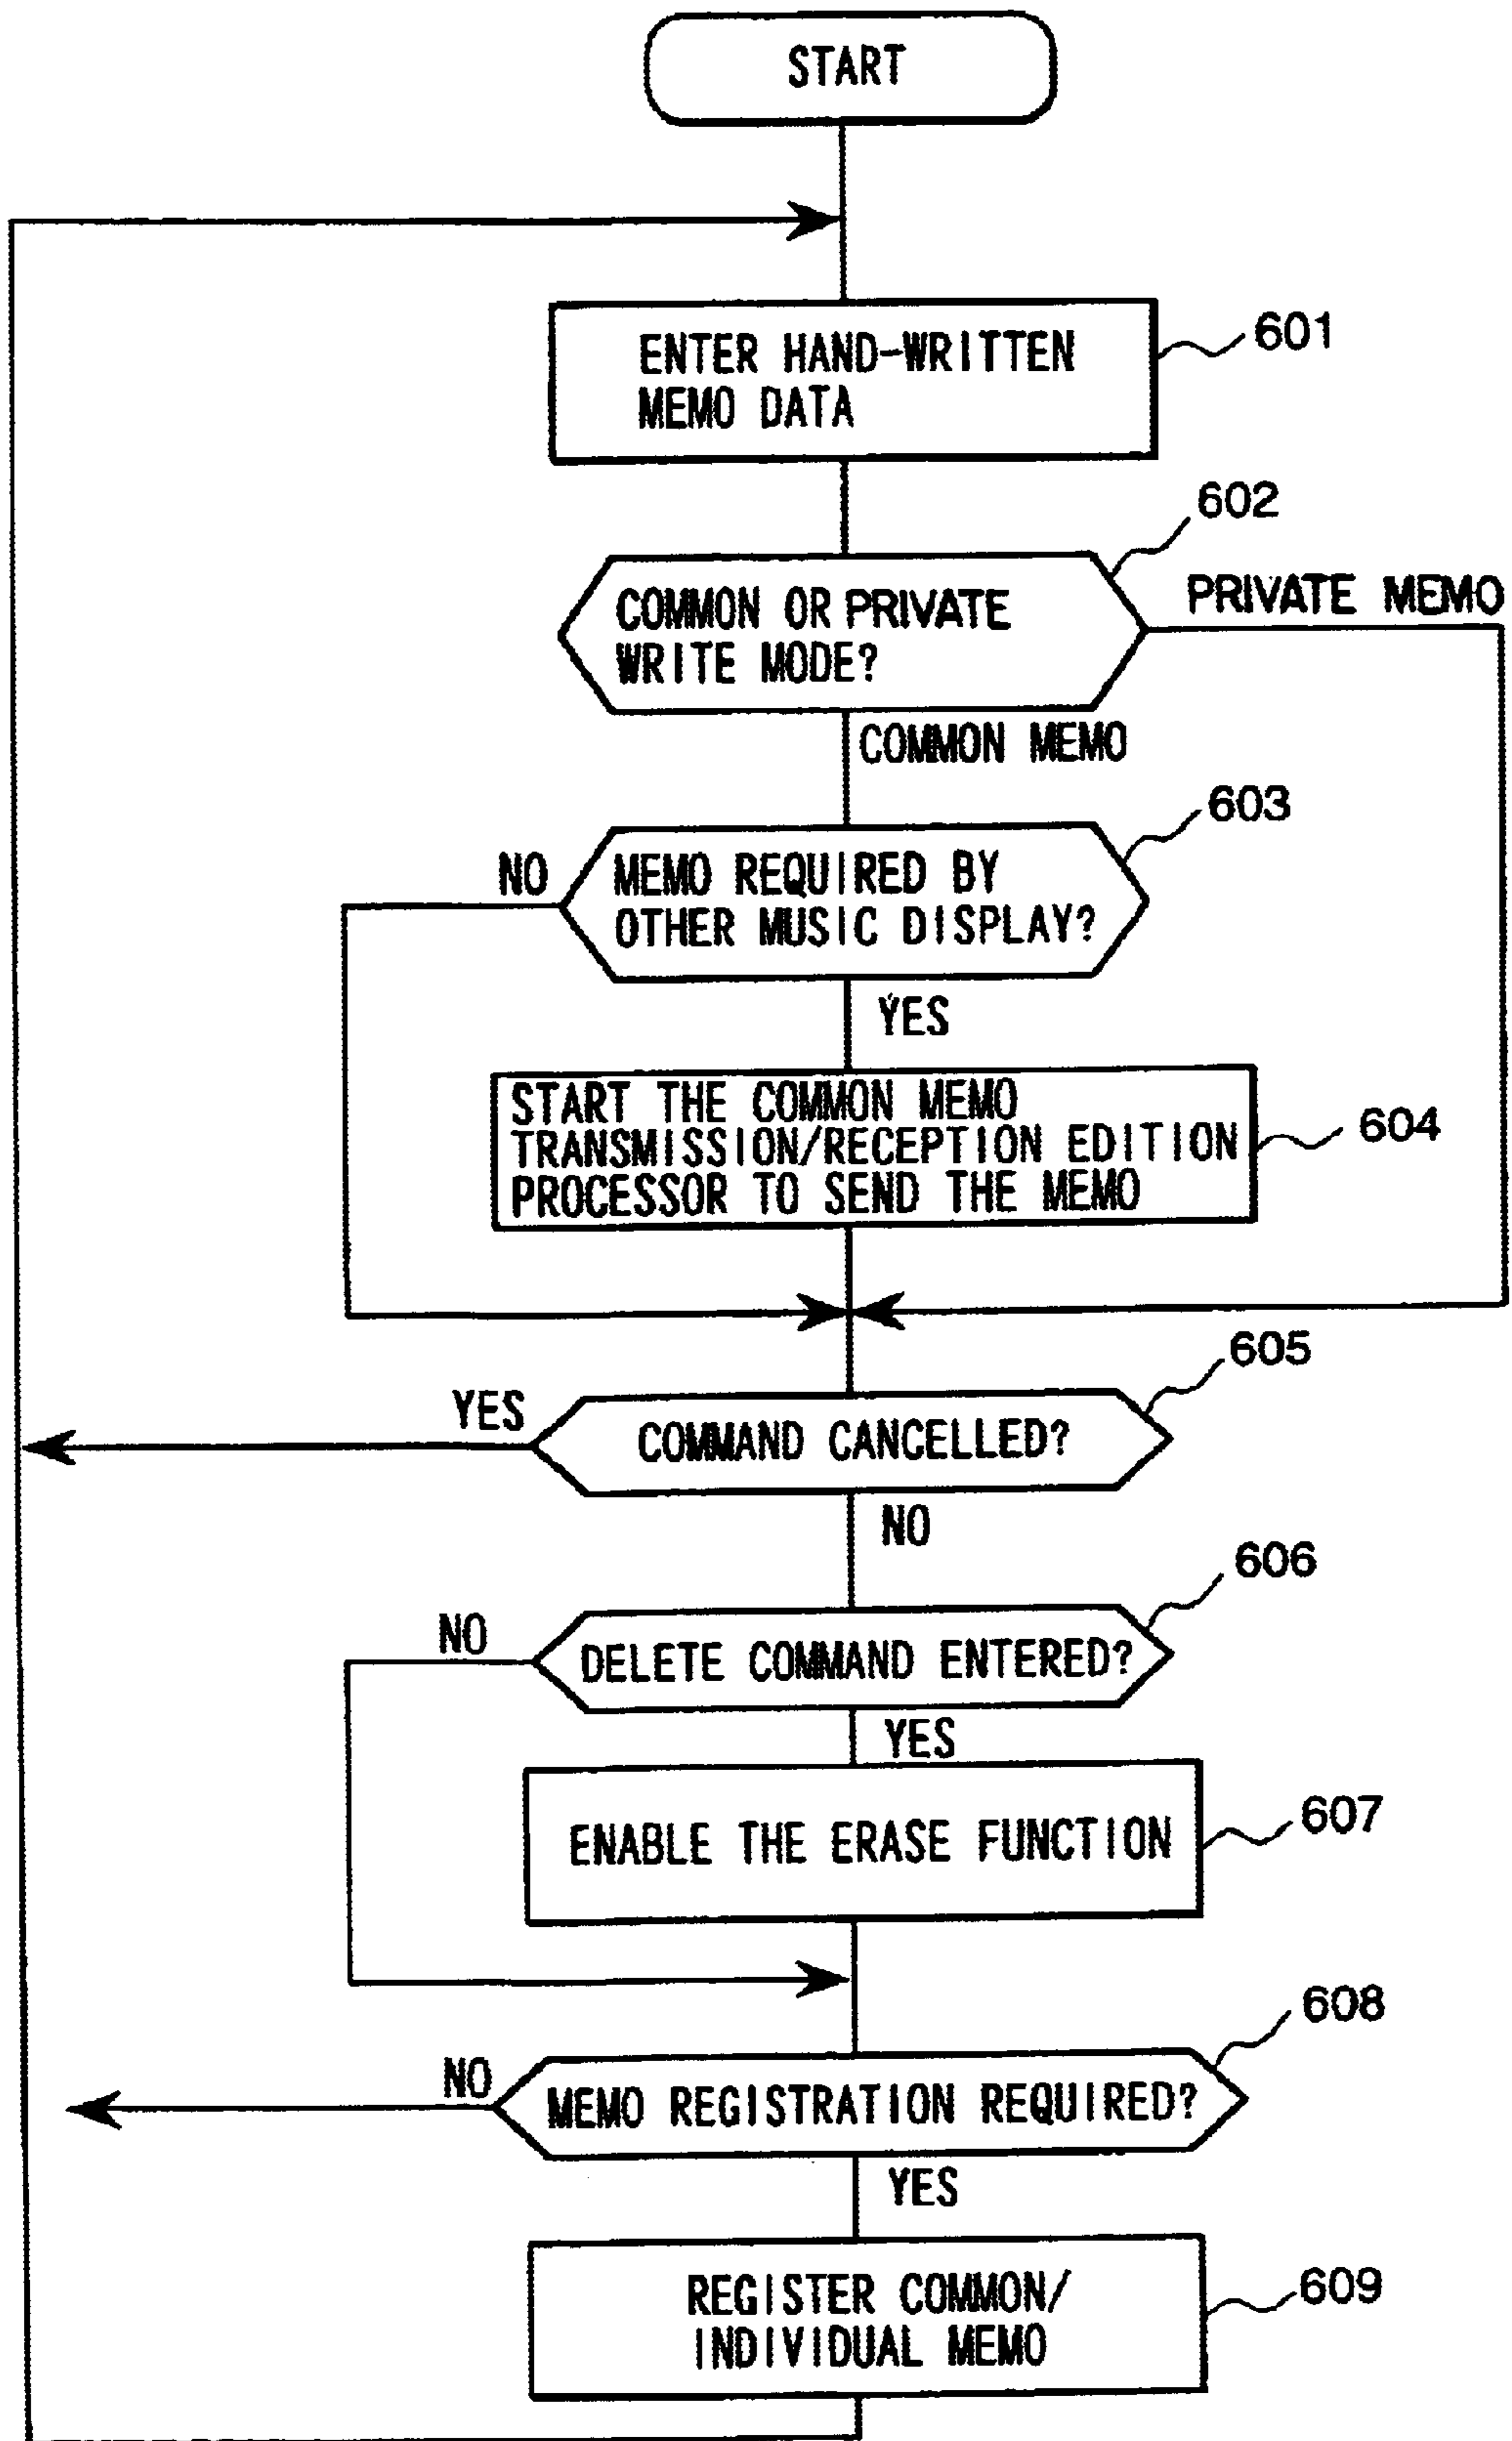 START
ENTER HAND-WRITTEN
MEMO DATA
601
602
COMMON OR PRIVATE
WRITE MODE?
PRIVATE MEMO
COMMON MEMO
603
NO
MEMO REQUIRED BY
OTHER MUSIC DISPLAY?
YES
START THE COMMON MEMO
TRANSMISSION/RECEPTION EDITION
PROCESSOR TO SEND THE MEMO
604
605
YES
COMMAND CANCELLED?
NO
606
NO
DELETE COMMAND ENTERED?
YES
ENABLE THE ERASE FUNCTION
607
608
NO
MEMO REGISTRATION REQUIRED?
YES
REGISTER COMMON/
INDIVIDUAL MEMO
609